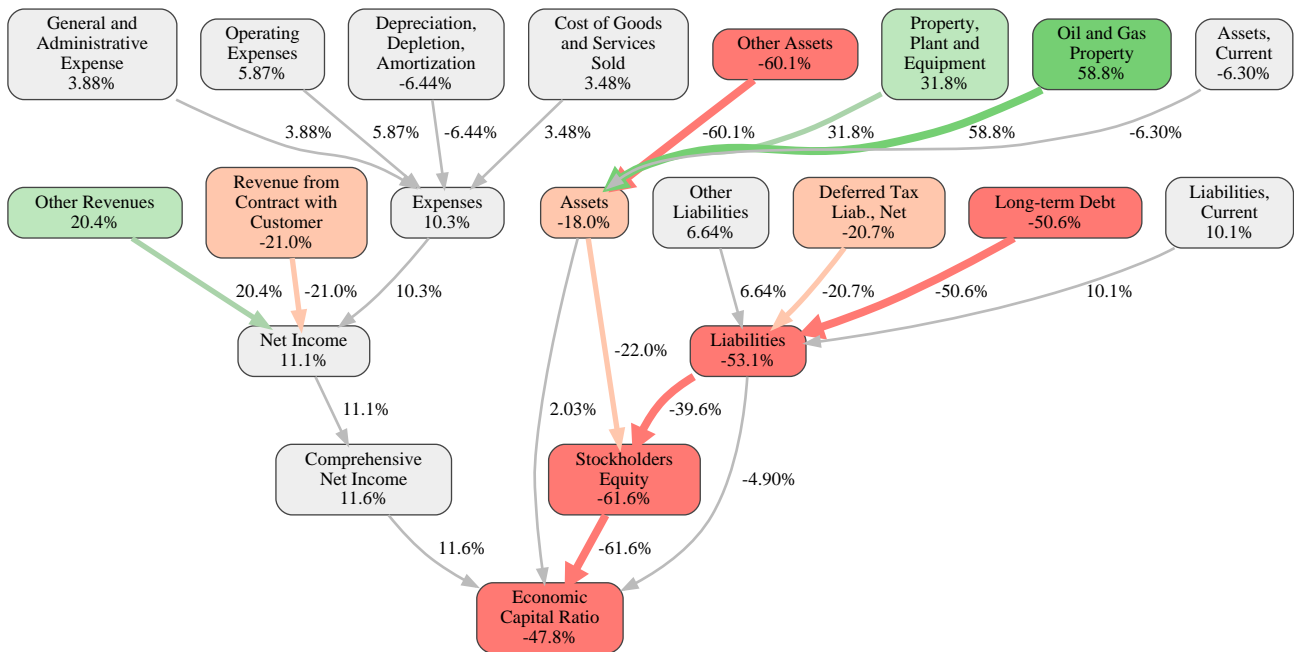 General and
Administrative
Expense
3.88%
Operating
Expenses
5.87%
Depreciation,
Depletion,
Amortization
-6.44%
Cost of Goods
and Services
Sold
3.48%
Other Assets
-60.1%
Property,
Plant and
Equipment
31.8%
Oil and Gas
Property
58.8%
Assets,
Current
-6.30%
3.88%
5.87%
-6.44%
3.48%
-60.1%
31.8%
58.8%
-6.30%
Other Revenues
20.4%
Revenue from
Contract with
Customer
-21.0%
Expenses
10.3%
Assets
-18.0%
Other
Liabilities
6.64%
Deferred Tax
Liab., Net
-20.7%
Long-term Debt
-50.6%
Liabilities,
Current
10.1%
20.4%
-21.0%
10.3%
6.64%
-20.7%
-50.6%
10.1%
Net Income
11.1%
-22.0%
Liabilities
-53.1%
11.1%
2.03%
-39.6%
Comprehensive
Net Income
11.6%
Stockholders
Equity
-61.6%
-4.90%
11.6%
-61.6%
Economic
Capital Ratio
-47.8%